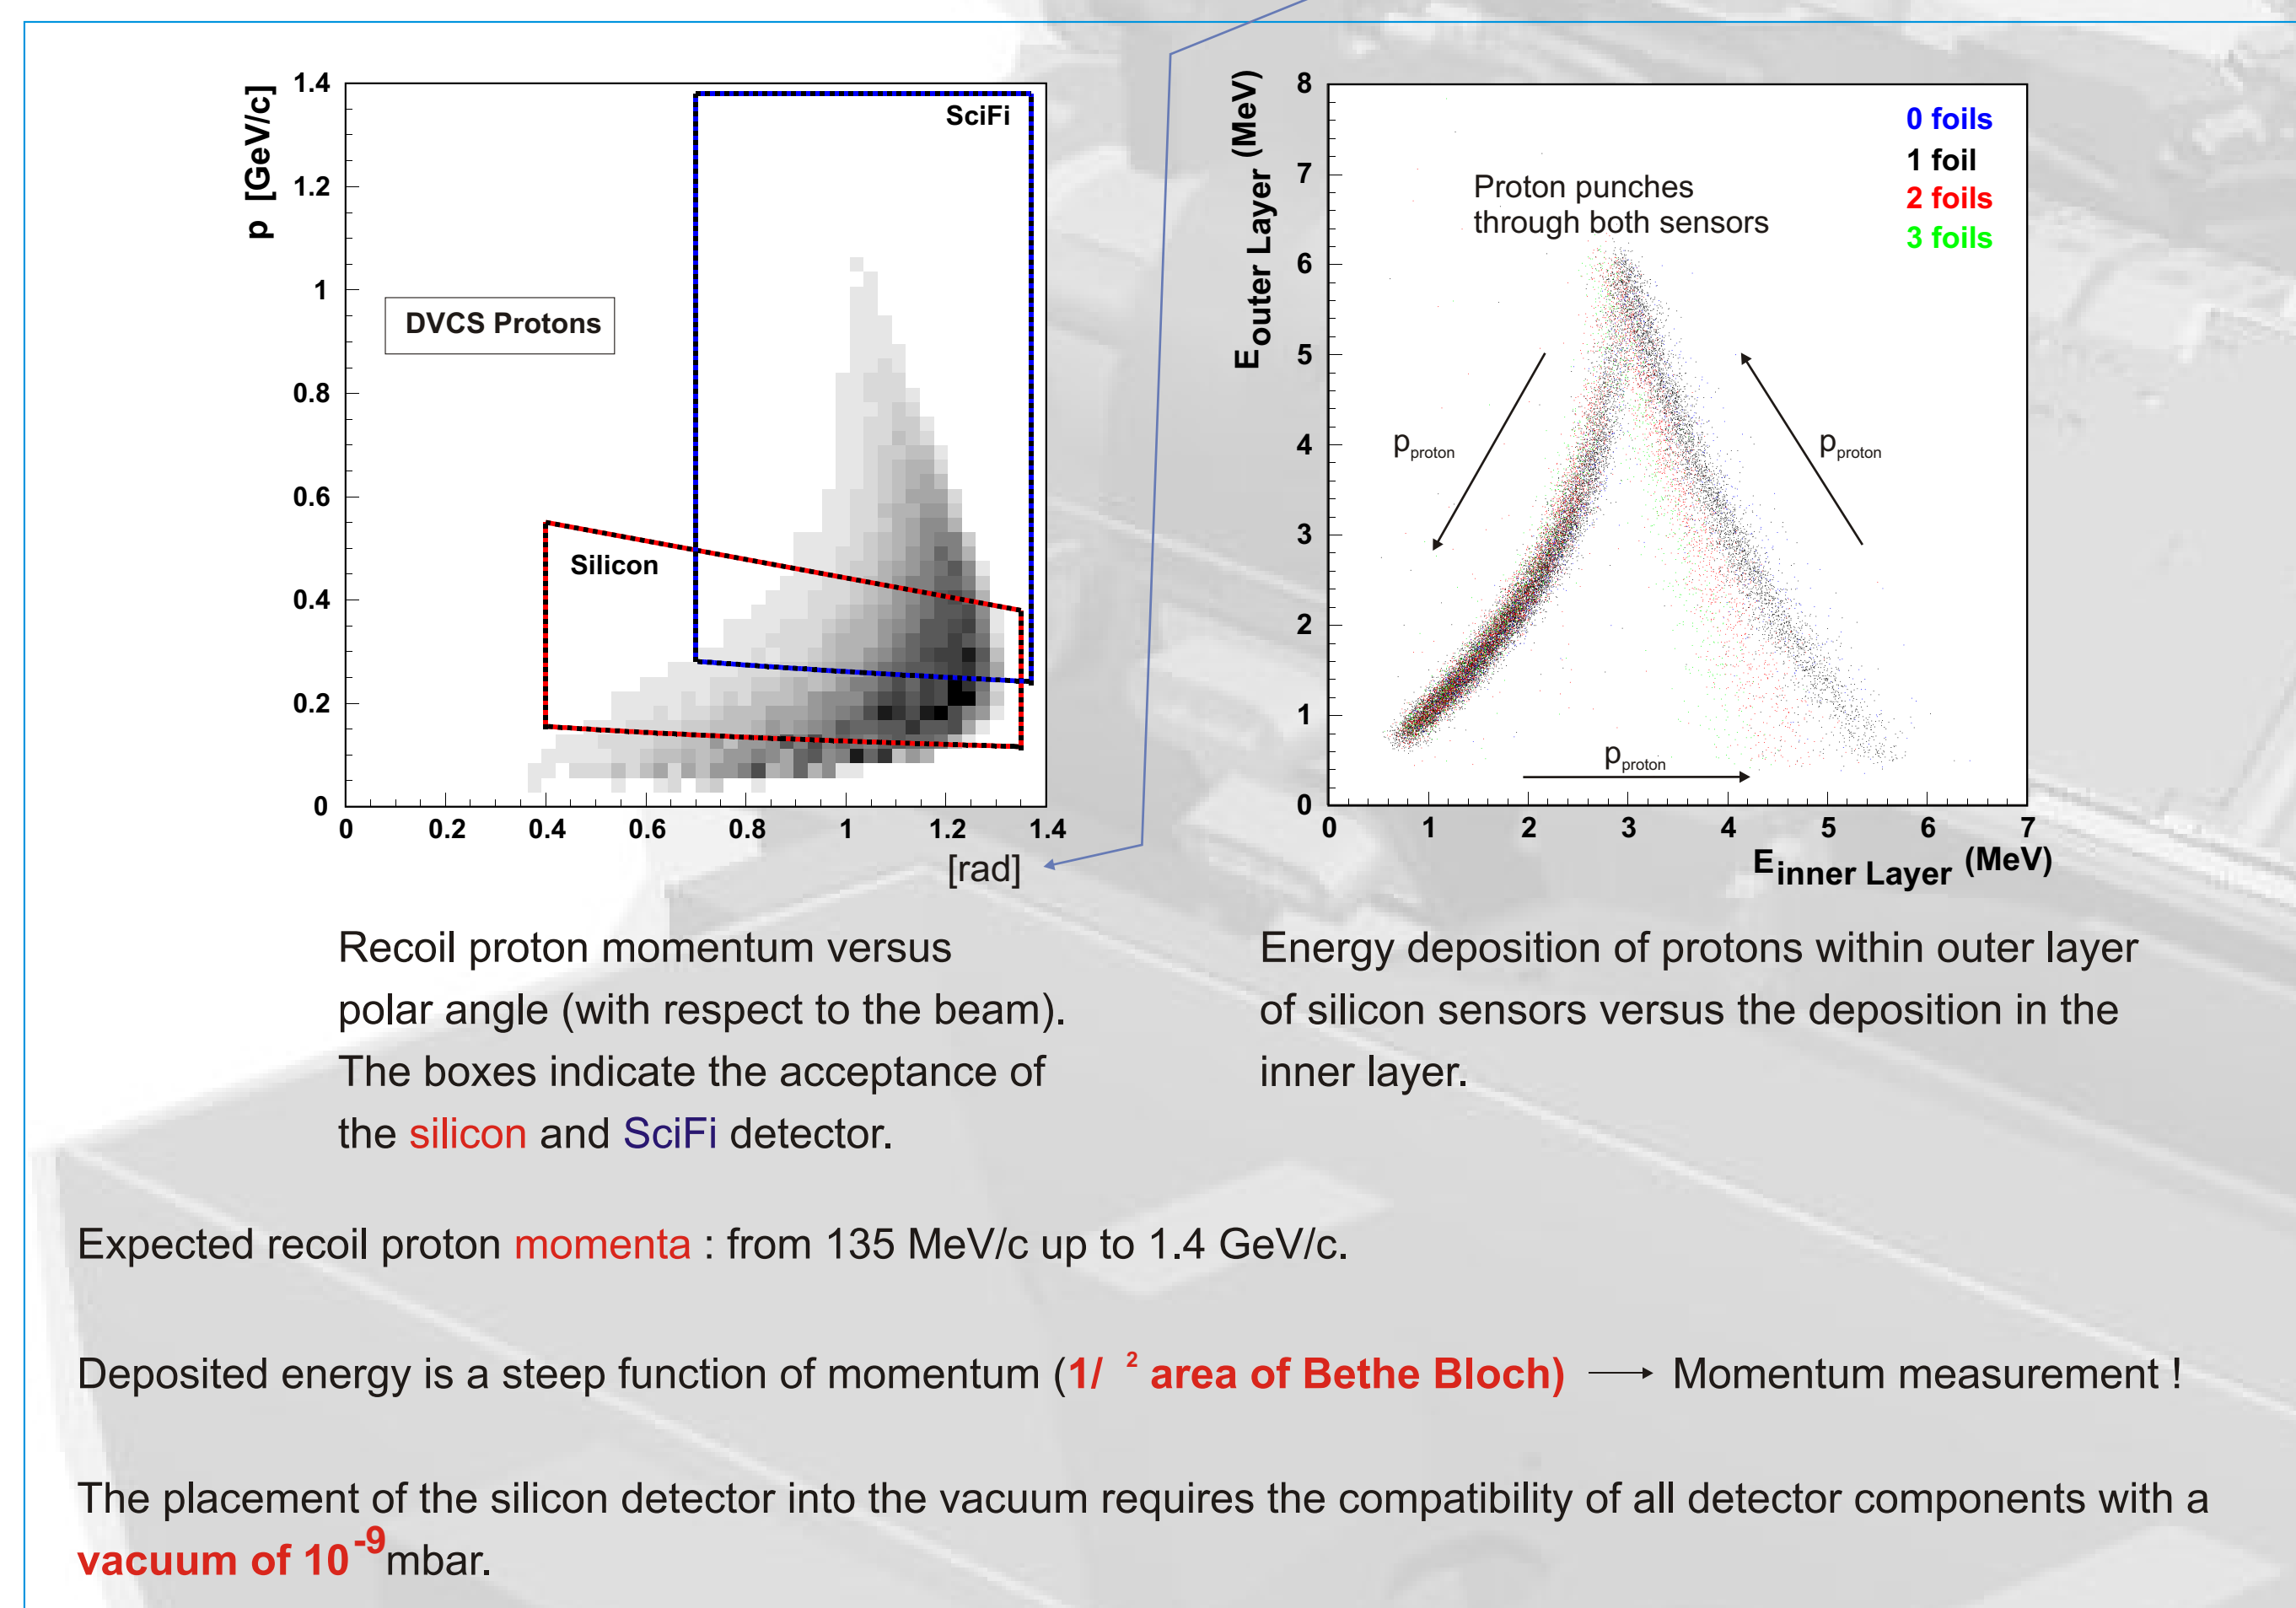 p [GeV/c]
1.4
1.2
1
0.8
0.6
0.4
0.2
0
0 0.2 0.4 0.6 0.8 1 1.2 1.4
[rad]
SciFi
DVCS Protons
Silicon
E outer Layer (MeV)
8
7
6
5
4
3
2
1
0
0 1 2 3 4 5 6 7
E inner Layer (MeV)
0 foils
1 foil
2 foils
3 foils
Proton punches
through both sensors
p proton
p proton
p proton
Recoil proton momentum versus
polar angle (with respect to the beam).
The boxes indicate the acceptance of
the silicon and SciFi detector.
Energy deposition of protons within outer layer
of silicon sensors versus the deposition in the
inner layer.
Expected recoil proton momenta : from 135 MeV/c up to 1.4 GeV/c.
Deposited energy is a steep function of momentum (1/ ² area of Bethe Bloch) → Momentum measurement !
The placement of the silicon detector into the vacuum requires the compatibility of all detector components with a
vacuum of 10⁻⁹ mbar.